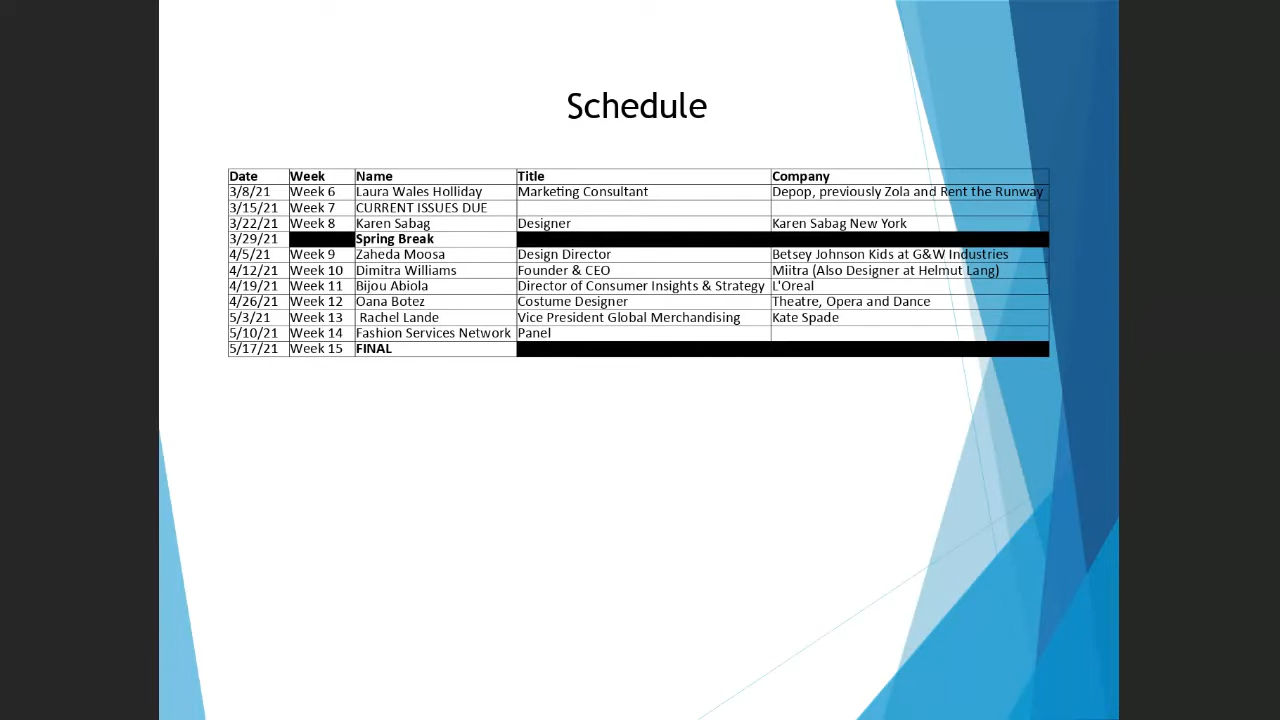 Schedule
Date Week Name Title Company
3/8/21 Week 6 Laura Wales Holliday Marketing Consultant Depop, previously Zola and Rent the Runway
3/15/21 Week 7 CURRENT ISSUES DUE
3/22/21 Week 8 Karen Sabag Designer Karen Sabag New York
3/29/21 Spring Break
4/5/21 Week 9 Zaheda Moosa Design Director Betsey Johnson Kids at G&W Industries
4/12/21 Week 10 Dimitra Williams Founder & CEO Miitra (Also Designer at Helmut Lang)
4/19/21 Week 11 Bijou Abiola Director of Consumer Insights & Strategy L'Oreal
4/26/21 Week 12 Oana Botez Costume Designer Theatre, Opera and Dance
5/3/21 Week 13 Rachel Lande Vice President Global Merchandising Kate Spade
5/10/21 Week 14 Fashion Services Network Panel
5/17/21 Week 15 FINAL